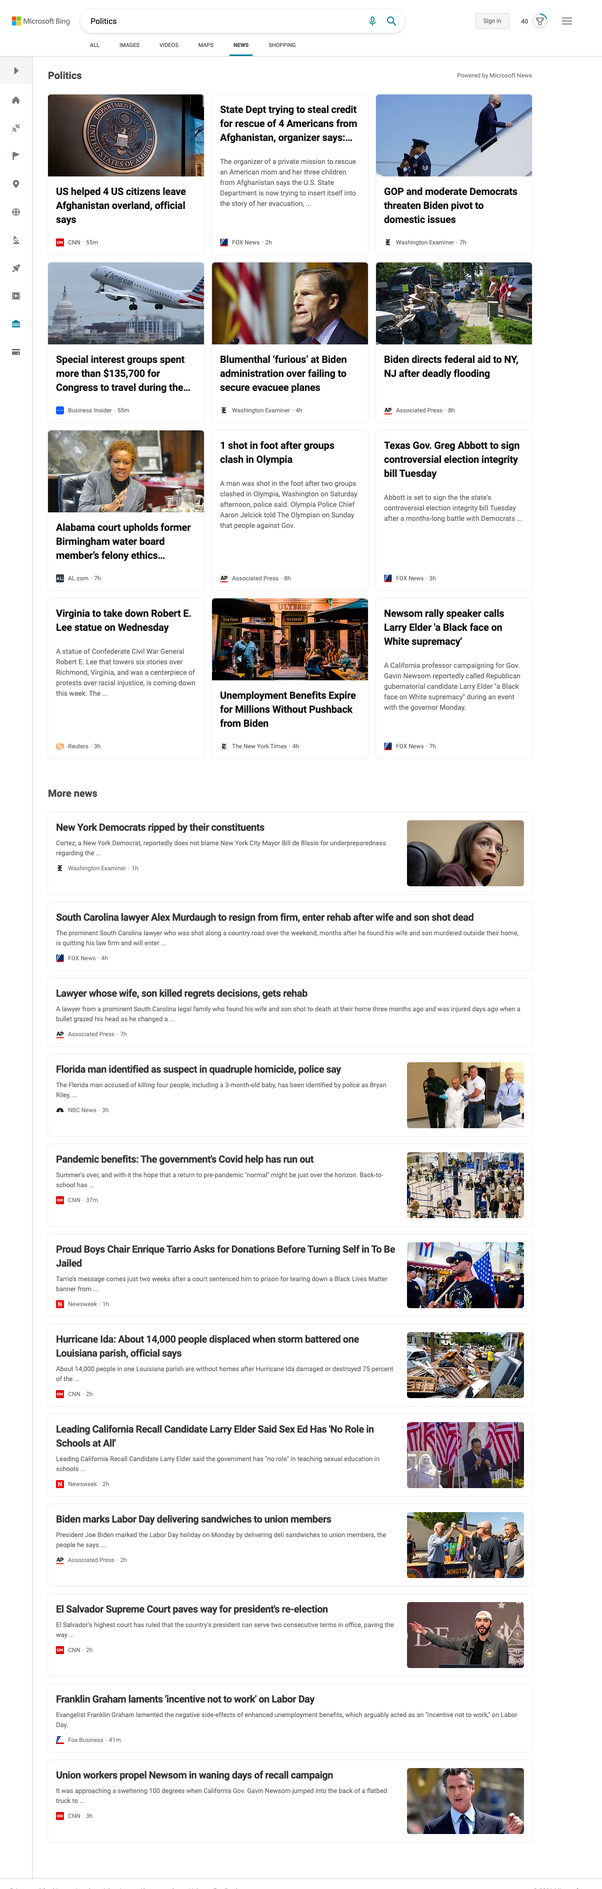 Microsoft Bing
Politics
Sign in
40
ALL
IMAGES
VIDEOS
MAPS
NEWS
SHOPPING
Politics
Powered by Microsoft News
US helped 4 US citizens leave
Afghanistan overland, official
says
CNN · 55m
State Dept trying to steal credit
for rescue of 4 Americans from
Afghanistan, organizer says:...
The organizer of a private mission to rescue
an American mom and her three children
from Afghanistan says the U.S. State
Department is now trying to insert itself into
the story of her evacuation, ...
FOX News · 2h
GOP and moderate Democrats
threaten Biden pivot to
domestic issues
Washington Examiner · 7h
Special interest groups spent
more than $135,700 for
Congress to travel during the...
Business Insider · 55m
Blumenthal ‘furious’ at Biden
administration over failing to
secure evacuee planes
Washington Examiner · 4h
Biden directs federal aid to NY,
NJ after deadly flooding
AP Associated Press · 8h
Alabama court upholds former
Birmingham water board
member’s felony ethics...
AL.com · 7h
1 shot in foot after groups
clash in Olympia
A man was shot in the foot after two groups
clashed in Olympia, Washington on Saturday
afternoon, police said. Olympia Police Chief
Aaron Jelcick told The Olympian on Sunday
that people against Gov.
AP Associated Press · 8h
Texas Gov. Greg Abbott to sign
controversial election integrity
bill Tuesday
Abbott is set to sign the the state's
controversial election integrity bill Tuesday
after a months-long battle with Democrats ...
FOX News · 3h
Virginia to take down Robert E.
Lee statue on Wednesday
A statue of Confederate Civil War General
Robert E. Lee that towers six stories over
Richmond, Virginia, and was a centerpiece of
protests over racial injustice, is coming down
this week. The ...
Reuters · 3h
Unemployment Benefits Expire
for Millions Without Pushback
from Biden
The New York Times · 4h
Newsom rally speaker calls
Larry Elder 'a Black face on
White supremacy'
A California professor campaigning for Gov.
Gavin Newsom reportedly called Republican
gubernatorial candidate Larry Elder "a Black
face on White supremacy" during an event
with the governor Monday.
FOX News · 7h
More news
New York Democrats ripped by their constituents
Cortez, a New York Democrat, reportedly does not blame New York City Mayor Bill de Blasio for underpreparedness
regarding the ...
Washington Examiner · 1h
South Carolina lawyer Alex Murdaugh to resign from firm, enter rehab after wife and son shot dead
The prominent South Carolina lawyer who was shot along a country road over the weekend, months after he found his wife and son murdered outside their home,
is quitting his law firm and will enter ...
FOX News · 4h
Lawyer whose wife, son killed regrets decisions, gets rehab
A lawyer from a prominent South Carolina legal family who found his wife and son shot to death at their home three months ago and was injured days ago when a
bullet grazed his head as he changed a ...
AP Associated Press · 7h
Florida man identified as suspect in quadruple homicide, police say
The Florida man accused of killing four people, including a 3-month-old baby, has been identified by police as Bryan
Riley, ...
NBC News · 3h
Pandemic benefits: The government's Covid help has run out
Summer's over, and with it the hope that a return to pre-pandemic "normal" might be just over the horizon. Back-to-
school has ...
CNN · 37m
Proud Boys Chair Enrique Tarrio Asks for Donations Before Turning Self in To Be
Jailed
Tarrio's message comes just two weeks after a court sentenced him to prison for tearing down a Black Lives Matter
banner from ...
Newsweek · 1h
Hurricane Ida: About 14,000 people displaced when storm battered one
Louisiana parish, official says
About 14,000 people in one Louisiana parish are without homes after Hurricane Ida damaged or destroyed 75 percent
of the ...
CNN · 2h
Leading California Recall Candidate Larry Elder Said Sex Ed Has 'No Role in
Schools at All'
Leading California Recall Candidate Larry Elder said the government has "no role" in teaching sexual education in
schools ...
Newsweek · 2h
Biden marks Labor Day delivering sandwiches to union members
President Joe Biden marked the Labor Day holiday on Monday by delivering deli sandwiches to union members, the
people he says ...
AP Associated Press · 2h
El Salvador Supreme Court paves way for president's re-election
El Salvador's highest court has ruled that the country's president can serve two consecutive terms in office, paving the
way ...
CNN · 2h
Franklin Graham laments 'incentive not to work' on Labor Day
Evangelist Franklin Graham lamented the negative side-effects of enhanced unemployment benefits, which arguably acted as an "incentive not to work," on Labor
Day.
Fox Business · 41m
Union workers propel Newsom in waning days of recall campaign
It was approaching a sweltering 100 degrees when California Gov. Gavin Newsom jumped into the back of a flatbed
truck to ...
CNN · 3h